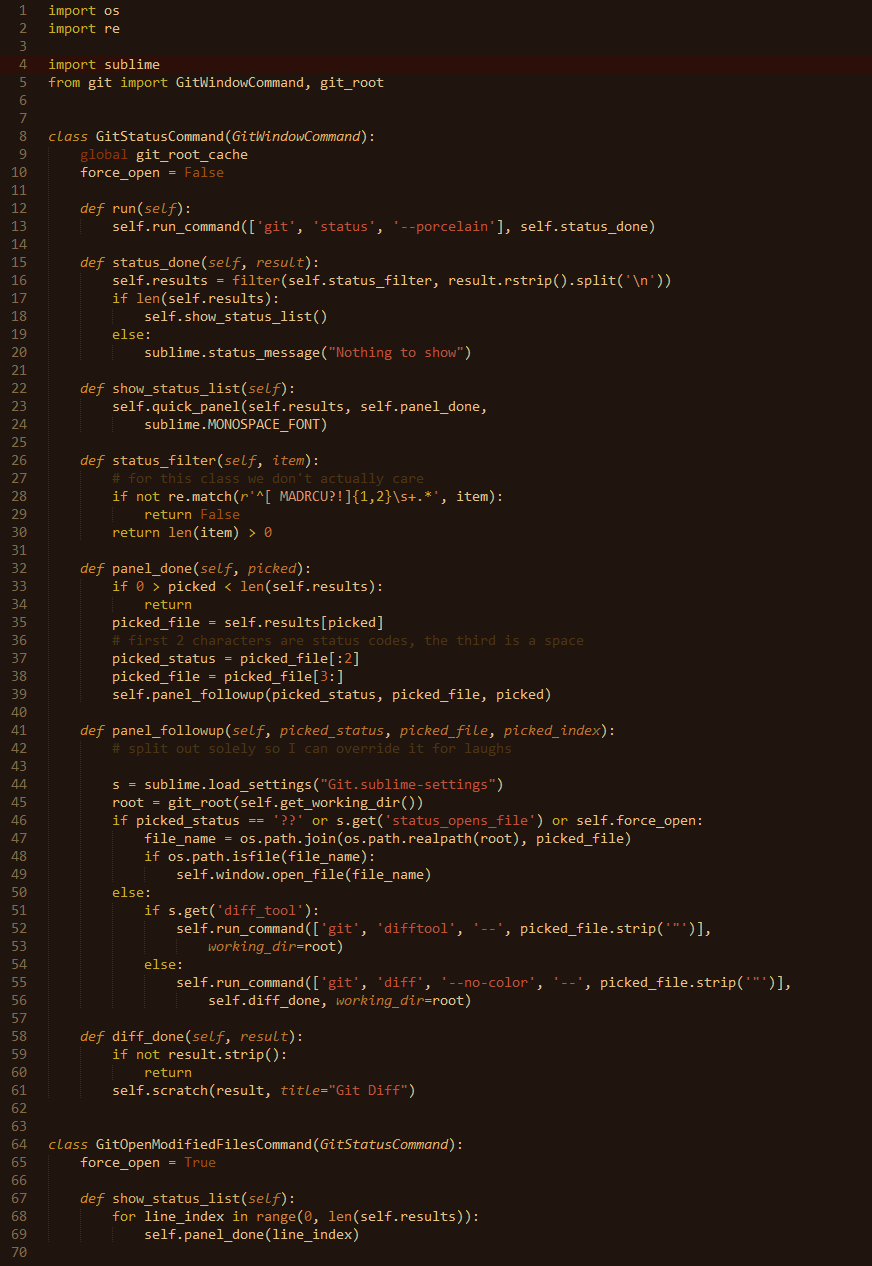 1 import os
2 import re
3
4 import sublime
5 from git import GitWindowCommand, git_root
6
7
8 class GitStatusCommand(GitWindowCommand):
9     global git_root_cache
10     force_open = False
11
12     def run(self):
13         self.run_command(['git', 'status', '--porcelain'], self.status_done)
14
15     def status_done(self, result):
16         self.results = filter(self.status_filter, result.rstrip().split('\n'))
17         if len(self.results):
18             self.show_status_list()
19         else:
20             sublime.status_message("Nothing to show")
21
22     def show_status_list(self):
23         self.quick_panel(self.results, self.panel_done,
24             sublime.MONOSPACE_FONT)
25
26     def status_filter(self, item):
27         # for this class we don't actually care
28         if not re.match(r'^[ MADRCU?!]{1,2}\s+.*', item):
29             return False
30         return len(item) > 0
31
32     def panel_done(self, picked):
33         if 0 > picked < len(self.results):
34             return
35         picked_file = self.results[picked]
36         # first 2 characters are status codes, the third is a space
37         picked_status = picked_file[:2]
38         picked_file = picked_file[3:]
39         self.panel_followup(picked_status, picked_file, picked)
40
41     def panel_followup(self, picked_status, picked_file, picked_index):
42         # split out solely so I can override it for laughs
43
44         s = sublime.load_settings("Git.sublime-settings")
45         root = git_root(self.get_working_dir())
46         if picked_status == '??' or s.get('status_opens_file') or self.force_open:
47             file_name = os.path.join(os.path.realpath(root), picked_file)
48             if os.path.isfile(file_name):
49                 self.window.open_file(file_name)
50         else:
51             if s.get('diff_tool'):
52                 self.run_command(['git', 'difftool', '--', picked_file.strip('"')],
53                     working_dir=root)
54             else:
55                 self.run_command(['git', 'diff', '--no-color', '--', picked_file.strip('"')],
56                     self.diff_done, working_dir=root)
57
58     def diff_done(self, result):
59         if not result.strip():
60             return
61         self.scratch(result, title="Git Diff")
62
63
64 class GitOpenModifiedFilesCommand(GitStatusCommand):
65     force_open = True
66
67     def show_status_list(self):
68         for line_index in range(0, len(self.results)):
69             self.panel_done(line_index)
70